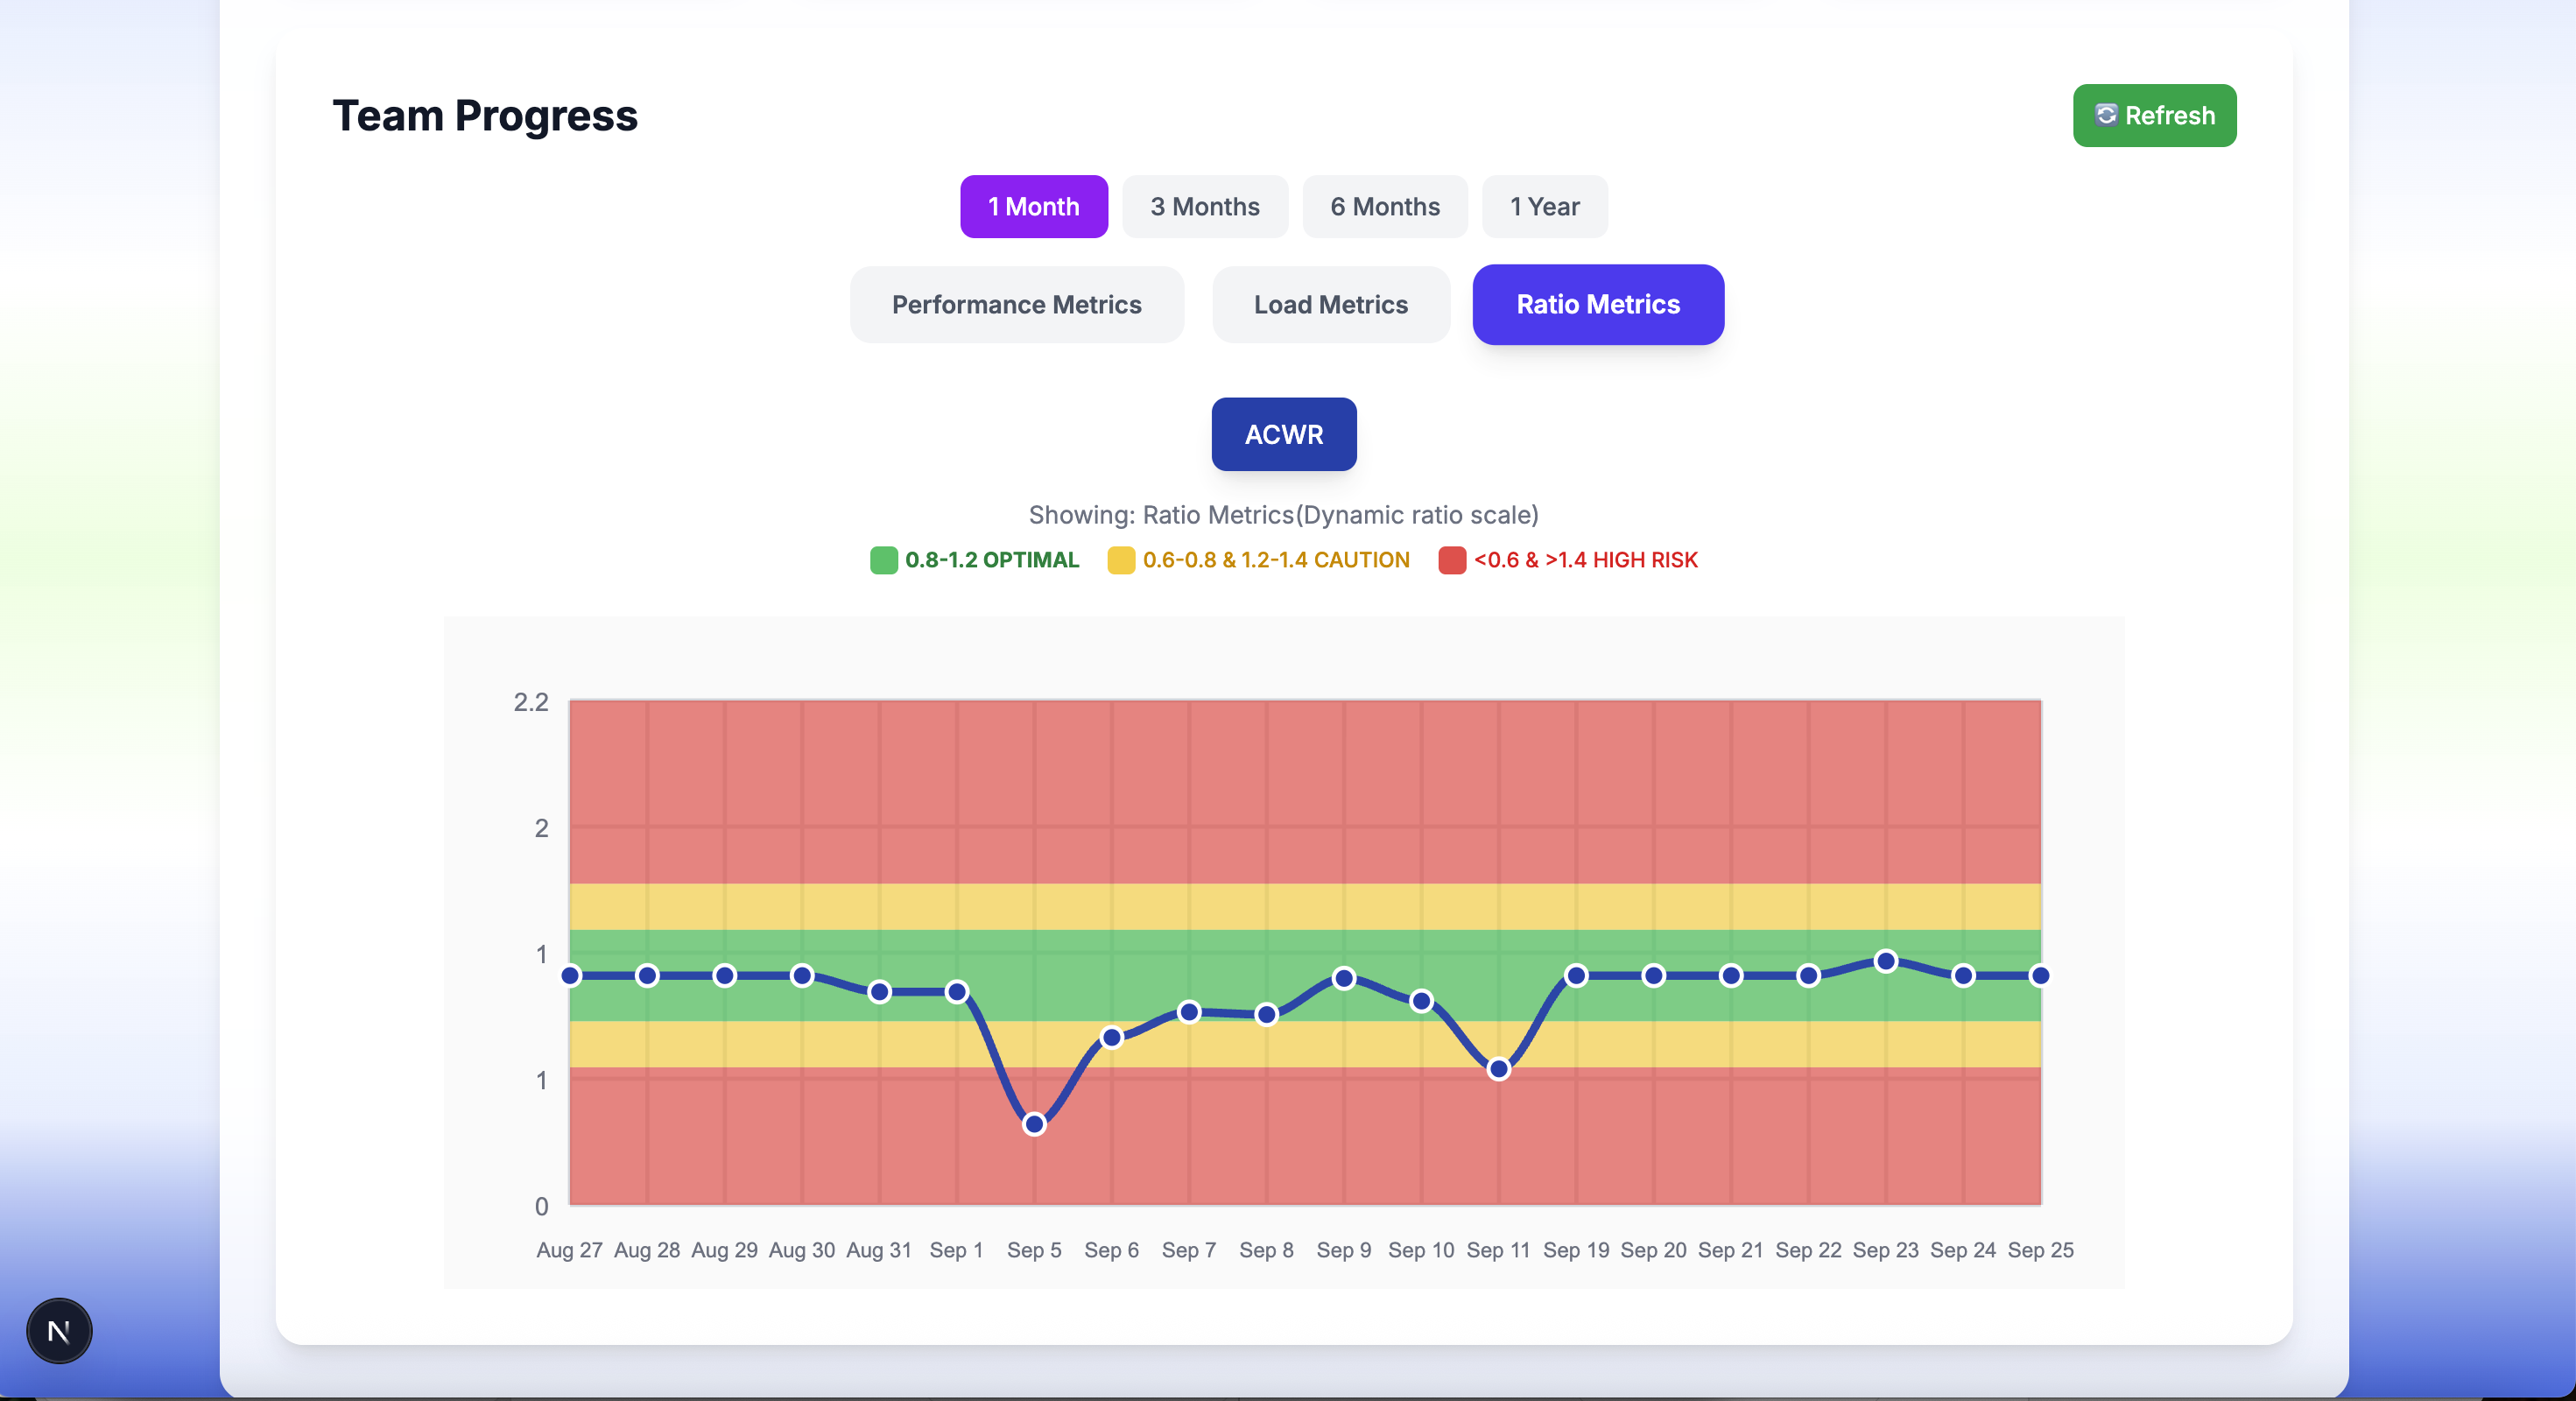 Team Progress
Refresh
1 Month 3 Months 6 Months 1 Year
Performance Metrics Load Metrics Ratio Metrics
ACWR
Showing: Ratio Metrics(Dynamic ratio scale)
0.8-1.2 OPTIMAL 0.6-0.8 & 1.2-1.4 CAUTION <0.6 & >1.4 HIGH RISK
2.2
2
1
1
0
Aug 27 Aug 28 Aug 29 Aug 30 Aug 31 Sep 1 Sep 5 Sep 6 Sep 7 Sep 8 Sep 9 Sep 10 Sep 11 Sep 19 Sep 20 Sep 21 Sep 22 Sep 23 Sep 24 Sep 25
N